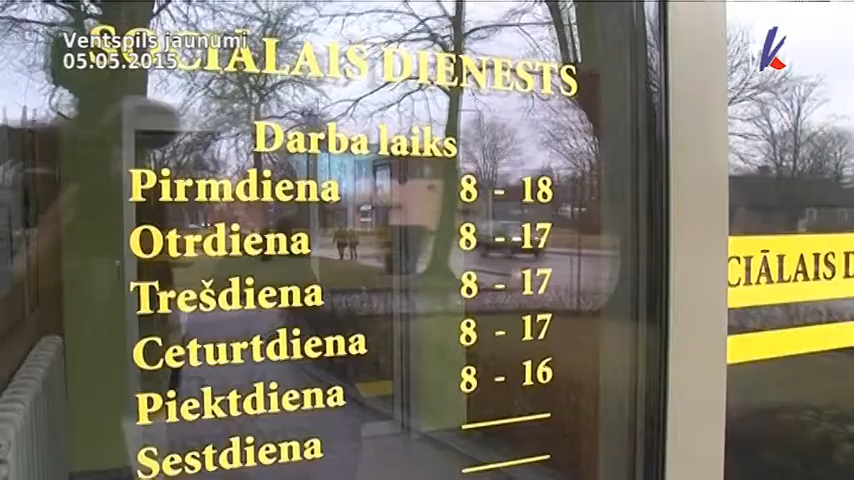 Ventspils jaunumi
05.05.2015
SOCIĀLAIS DIENESTS
Darba laiks
Pirmdiena 8 - 18
Otrdiena 8 - 17
Trešdiena 8 - 17
Ceturtdiena 8 - 17
Piektdiena 8 - 16
Sestdiena
CIĀLAIS D